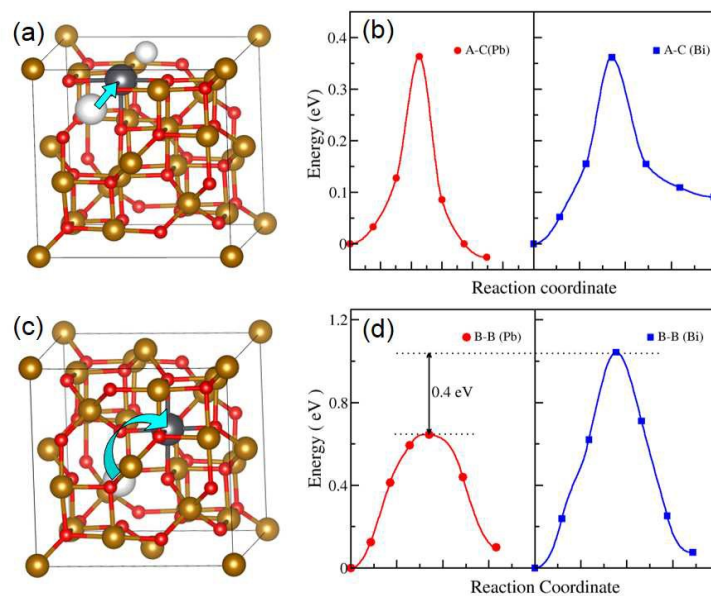 (a)
(b)
A-C(Pb)
A-C (Bi)
Energy (eV)
0.4
0.3
0.2
0.1
0
Reaction coordinate
(c)
(d)
B-B (Pb)
B-B (Bi)
Energy ( eV )
1.2
0.8
0.4
0
0.4 eV
Reaction Coordinate